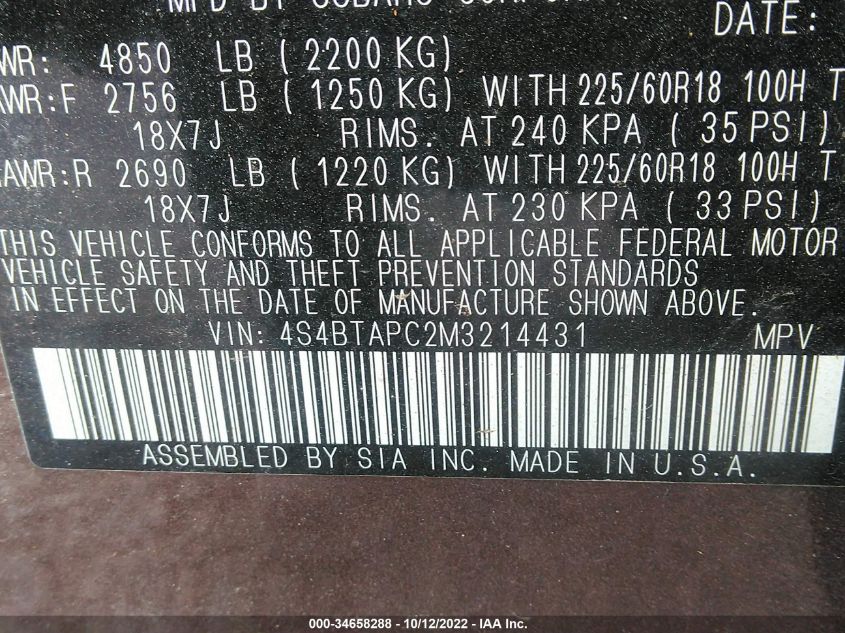 MFD BY SUBARU
DATE:
WR: 4850 LB ( 2200 KG)
AWR:F 2756 LB ( 1250 KG) WITH 225/60R18 100H T
18X7J RIMS. AT 240 KPA ( 35 PSI)
AWR:R 2690 LB ( 1220 KG) WITH 225/60R18 100H T
18X7J RIMS. AT 230 KPA ( 33 PSI)
THIS VEHICLE CONFORMS TO ALL APPLICABLE FEDERAL MOTOR
VEHICLE SAFETY AND THEFT PREVENTION STANDARDS
IN EFFECT ON THE DATE OF MANUFACTURE SHOWN ABOVE.
VIN: 4S4BTAPC2M3214431 MPV
ASSEMBLED BY SIA INC. MADE IN U.S.A.
000-34658288 - 10/12/2022 - IAA Inc.